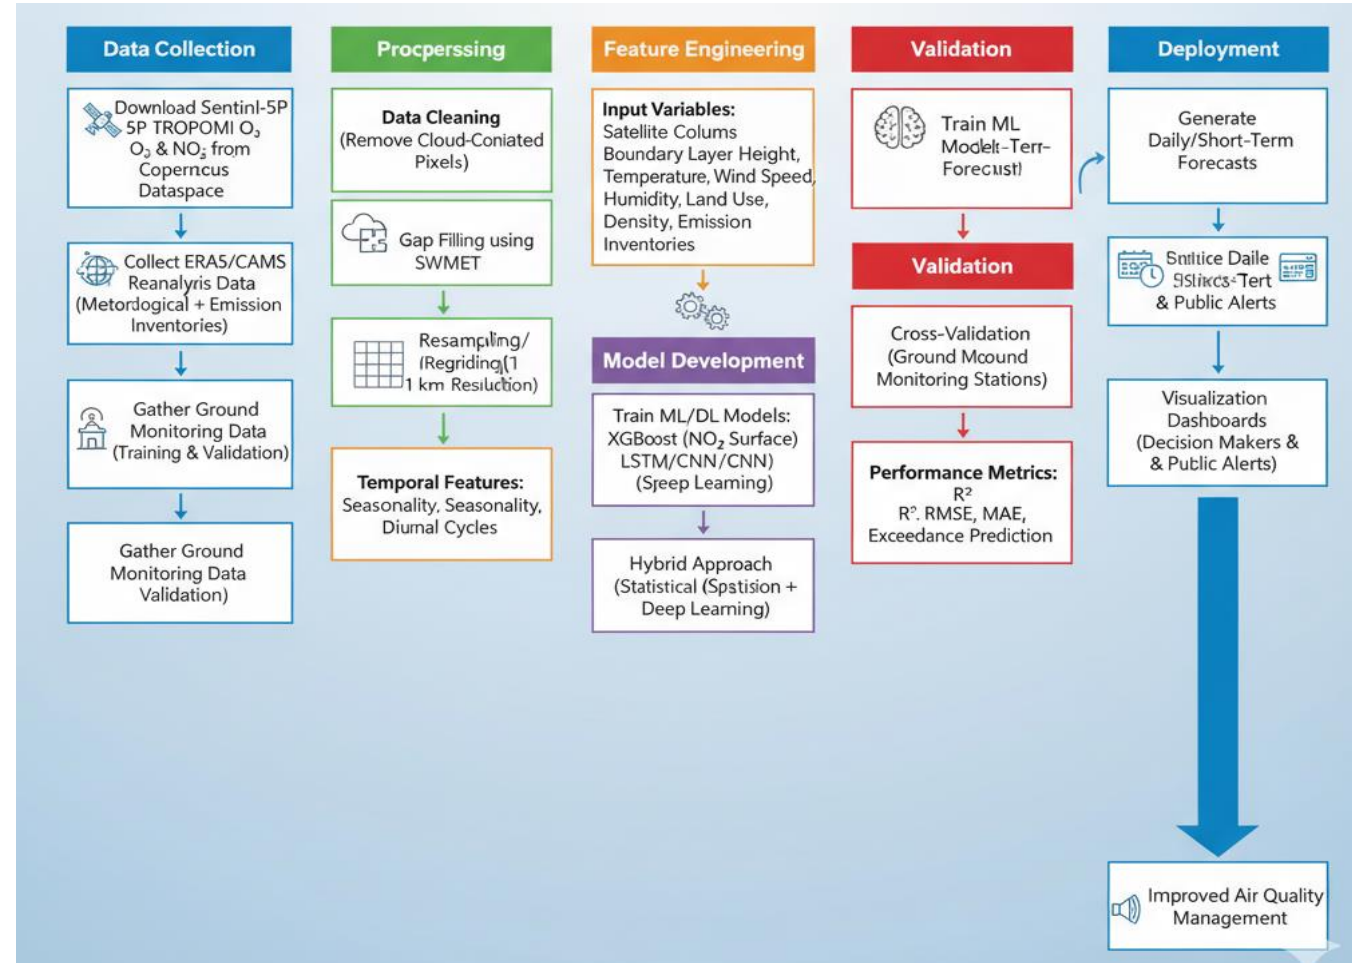 Data Collection
Download Sentinl-5P
5P TROPOMI O₃
O₃ & NO₂ from
Copernicus
Dataspace
Collect ERA5/CAMS
Reanalyris Data
(Metordlogical + Emission
Inventories)
Gather Ground
Monitoring Data
(Training & Validation)
Gather Ground
Monitoring Data
Validation)
Procperssing
Data Cleaning
(Remove Cloud-Coniated
Pixels)
Gap Filling using
SWMET
Resampling/
(Regriding(1
1 km Resiluction)
Temporal Features:
Seasonality, Seasonality,
Diurnal Cycles
Feature Engineering
Input Variables:
Satellite Colums
Boundary Layer Height,
Temperature, Wind Speed,
Humidity, Land Use,
Density, Emission
Inventories
Model Development
Train ML/DL Models:
XGBoost (NO₂ Surface)
LSTM/CNN/CNN)
(Sreep Learning)
Hybrid Approach
(Statistical (Spstision +
Deep Learning)
Validation
Train ML
Modelt-Terr-
Forecust)
Validation
Cross-Validation
(Ground Mcound
Monitoring Stations)
Performance Metrics:
R²
R². RMSE, MAE,
Exceedance Prediction
Deployment
Generate
Daily/Short-Term
Forecasts
Daile
& Public Alerts
Visualization
Dashboards
(Decision Makers &
& Public Alerts)
Improved Air Quality
Management